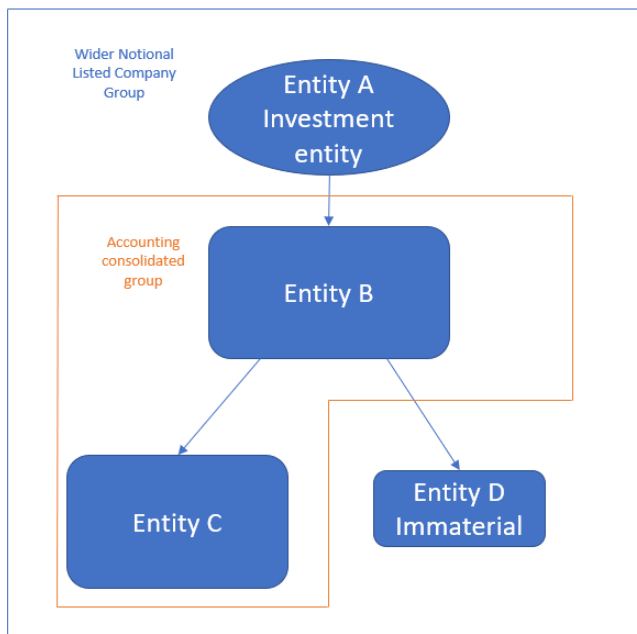 Wider Notional
Listed Company
Group
Entity A
Investment
entity
Accounting
consolidated
group
Entity B
Entity C
Entity D
Immaterial